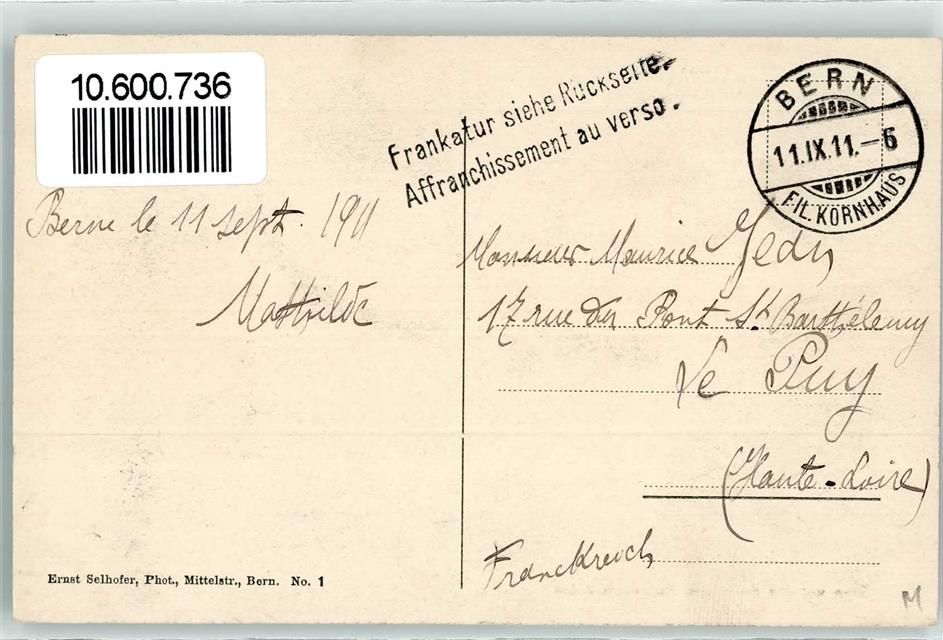 10.600.736
Frankatur siehe Rückseite.
Affranchissement au verso.
BERN
11.IX.11.–6
FIL. KORNHAUS
Berne le 11 sept. 1911
Mathilde
Monsieur Maurice
17 rue du Pont St Barthélemy
Le Puy
(Haute-Loire)
Franckreich
Ernst Selhofer, Phot., Mittelstr., Bern. No. 1
M